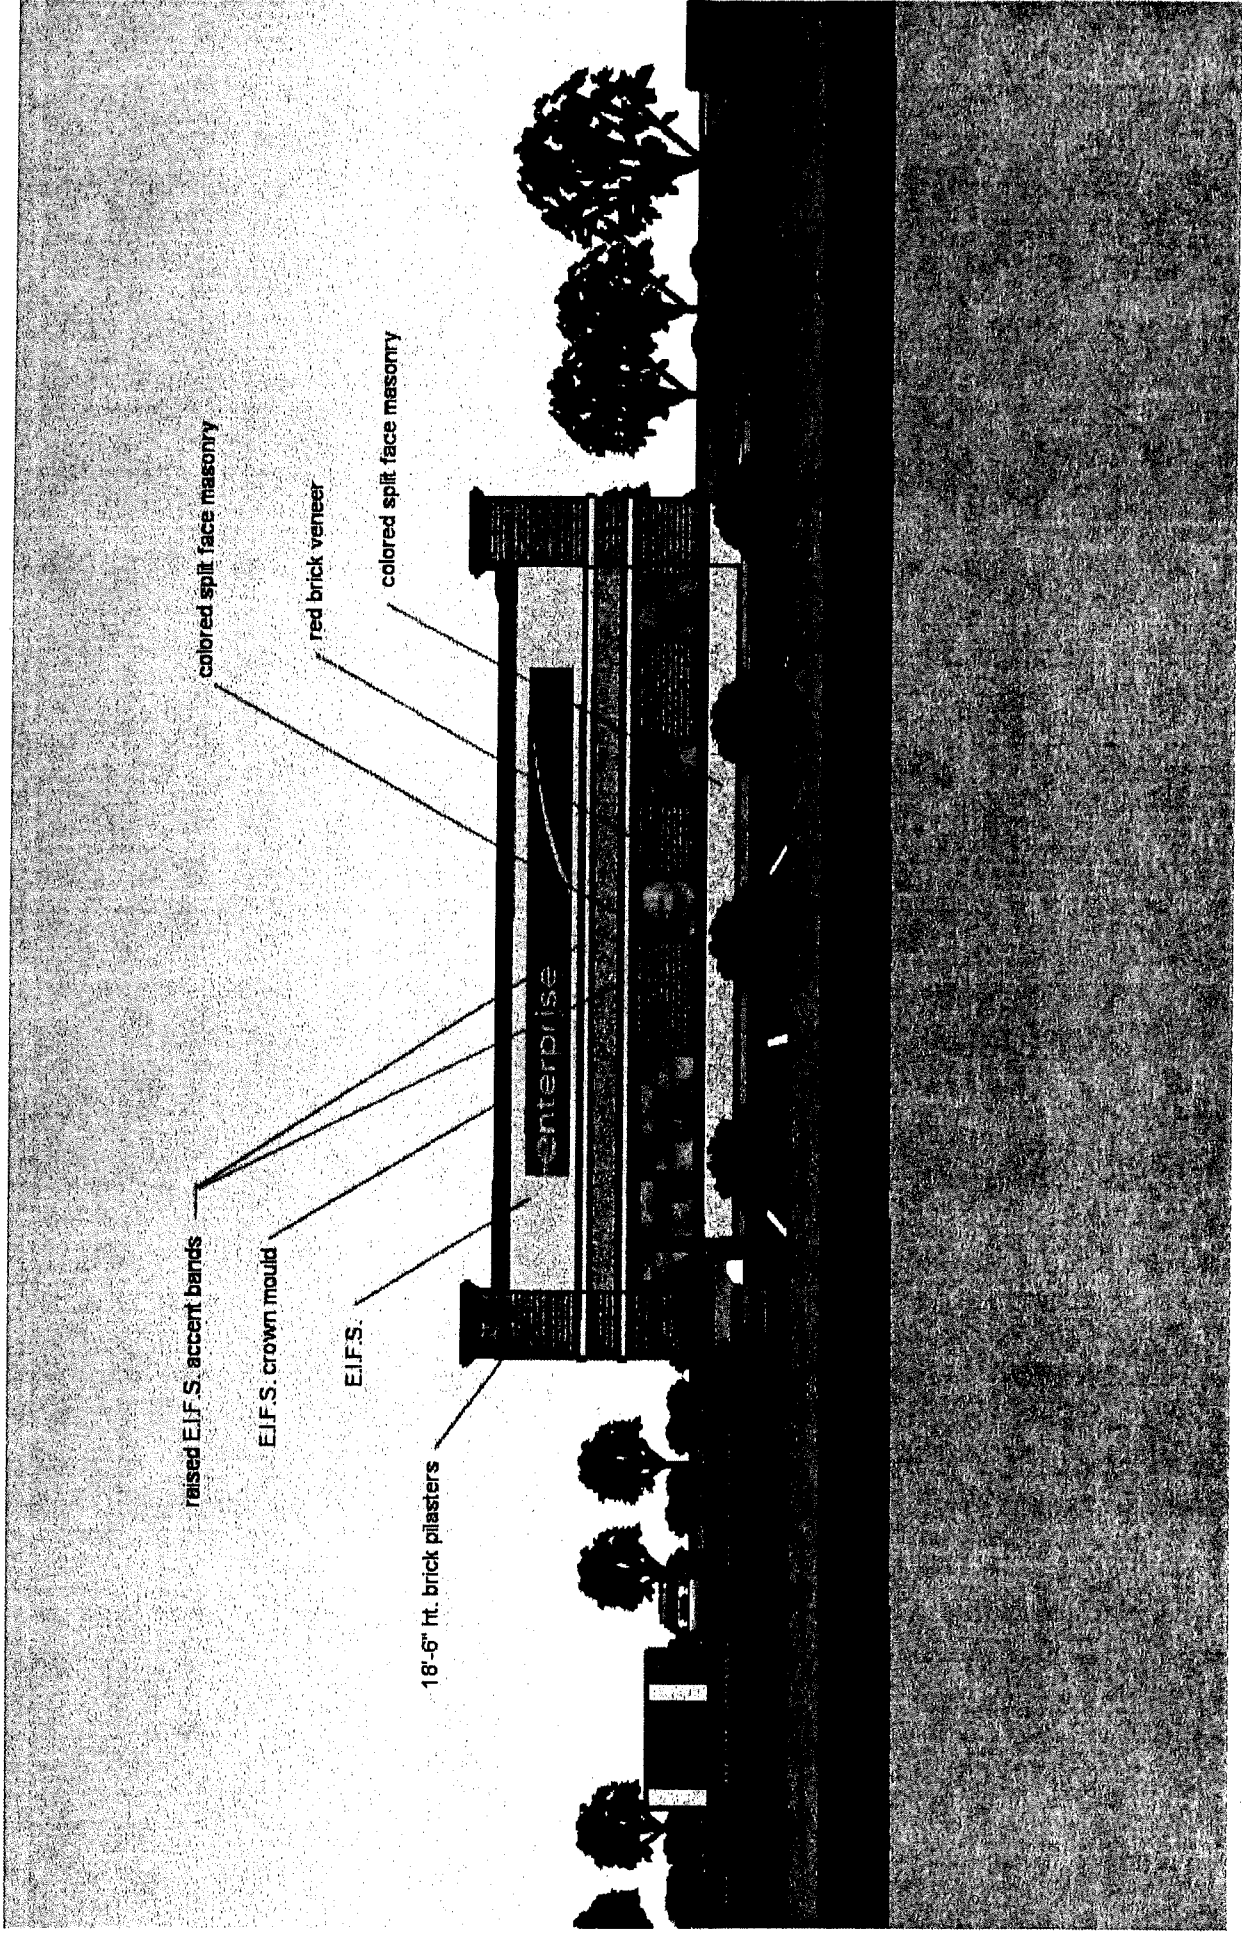 raised E.I.F.S. accent bands
E.I.F.S. crown mould
E.I.F.S.
18'-6" ht. brick pilasters
colored split face masonry
red brick veneer
colored split face masonry
enterprise